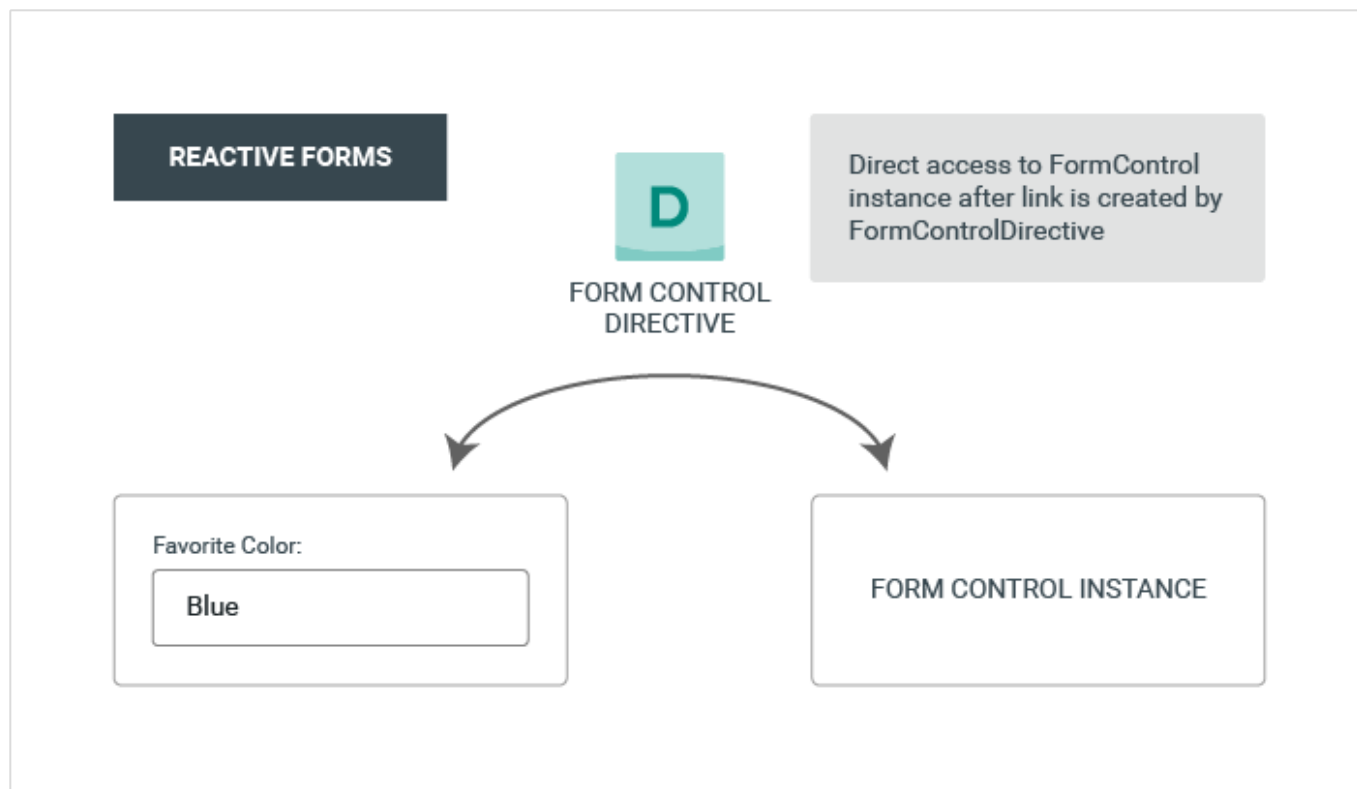 REACTIVE FORMS
D
FORM CONTROL
DIRECTIVE
Direct access to FormControl
instance after link is created by
FormControlDirective
Favorite Color:
Blue
FORM CONTROL INSTANCE